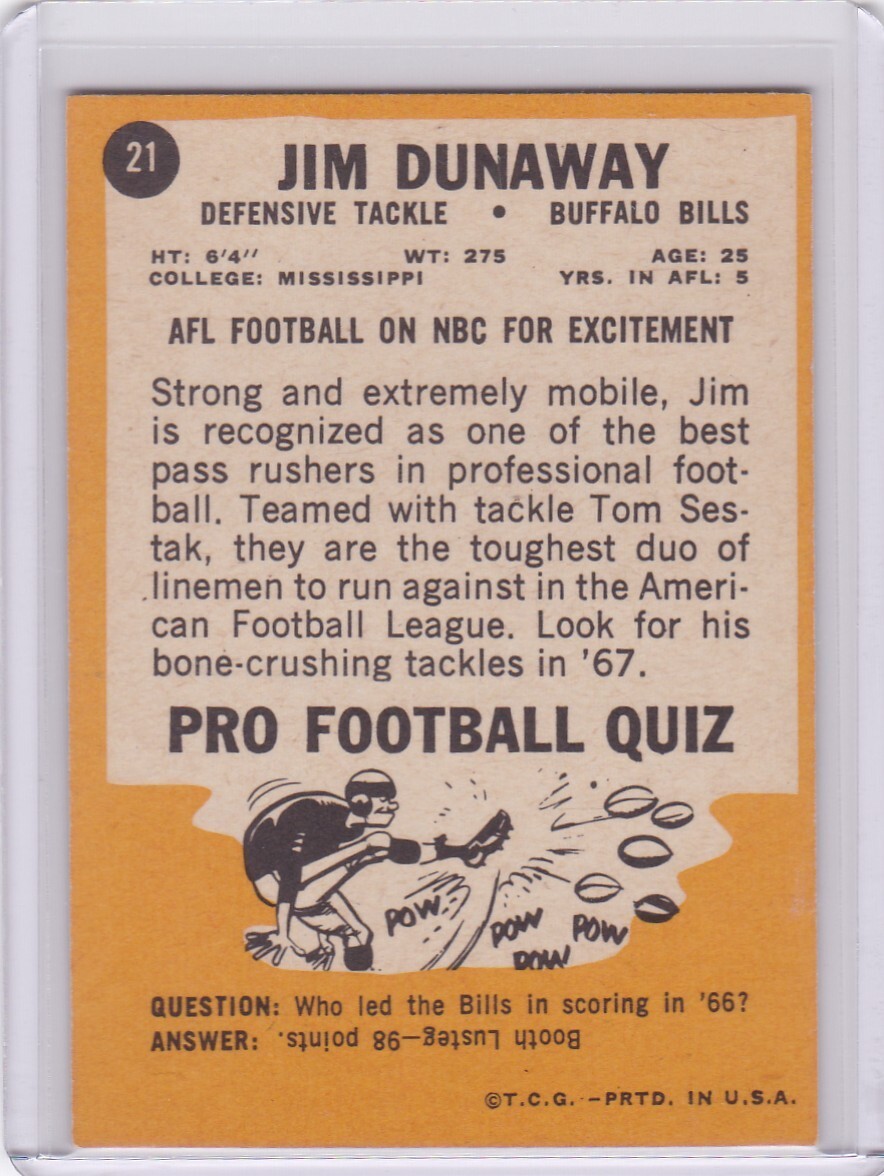 21
JIM DUNAWAY
DEFENSIVE TACKLE • BUFFALO BILLS
HT: 6'4" WT: 275 AGE: 25
COLLEGE: MISSISSIPPI YRS. IN AFL: 5
AFL FOOTBALL ON NBC FOR EXCITEMENT
Strong and extremely mobile, Jim
is recognized as one of the best
pass rushers in professional foot-
ball. Teamed with tackle Tom Ses-
tak, they are the toughest duo of
linemen to run against in the Ameri-
can Football League. Look for his
bone-crushing tackles in '67.
PRO FOOTBALL QUIZ
POW
POW
POW
POW
QUESTION: Who led the Bills in scoring in '66?
ANSWER: Booth Lusteg—98 points.
©T.C.G.--PRTD. IN U.S.A.